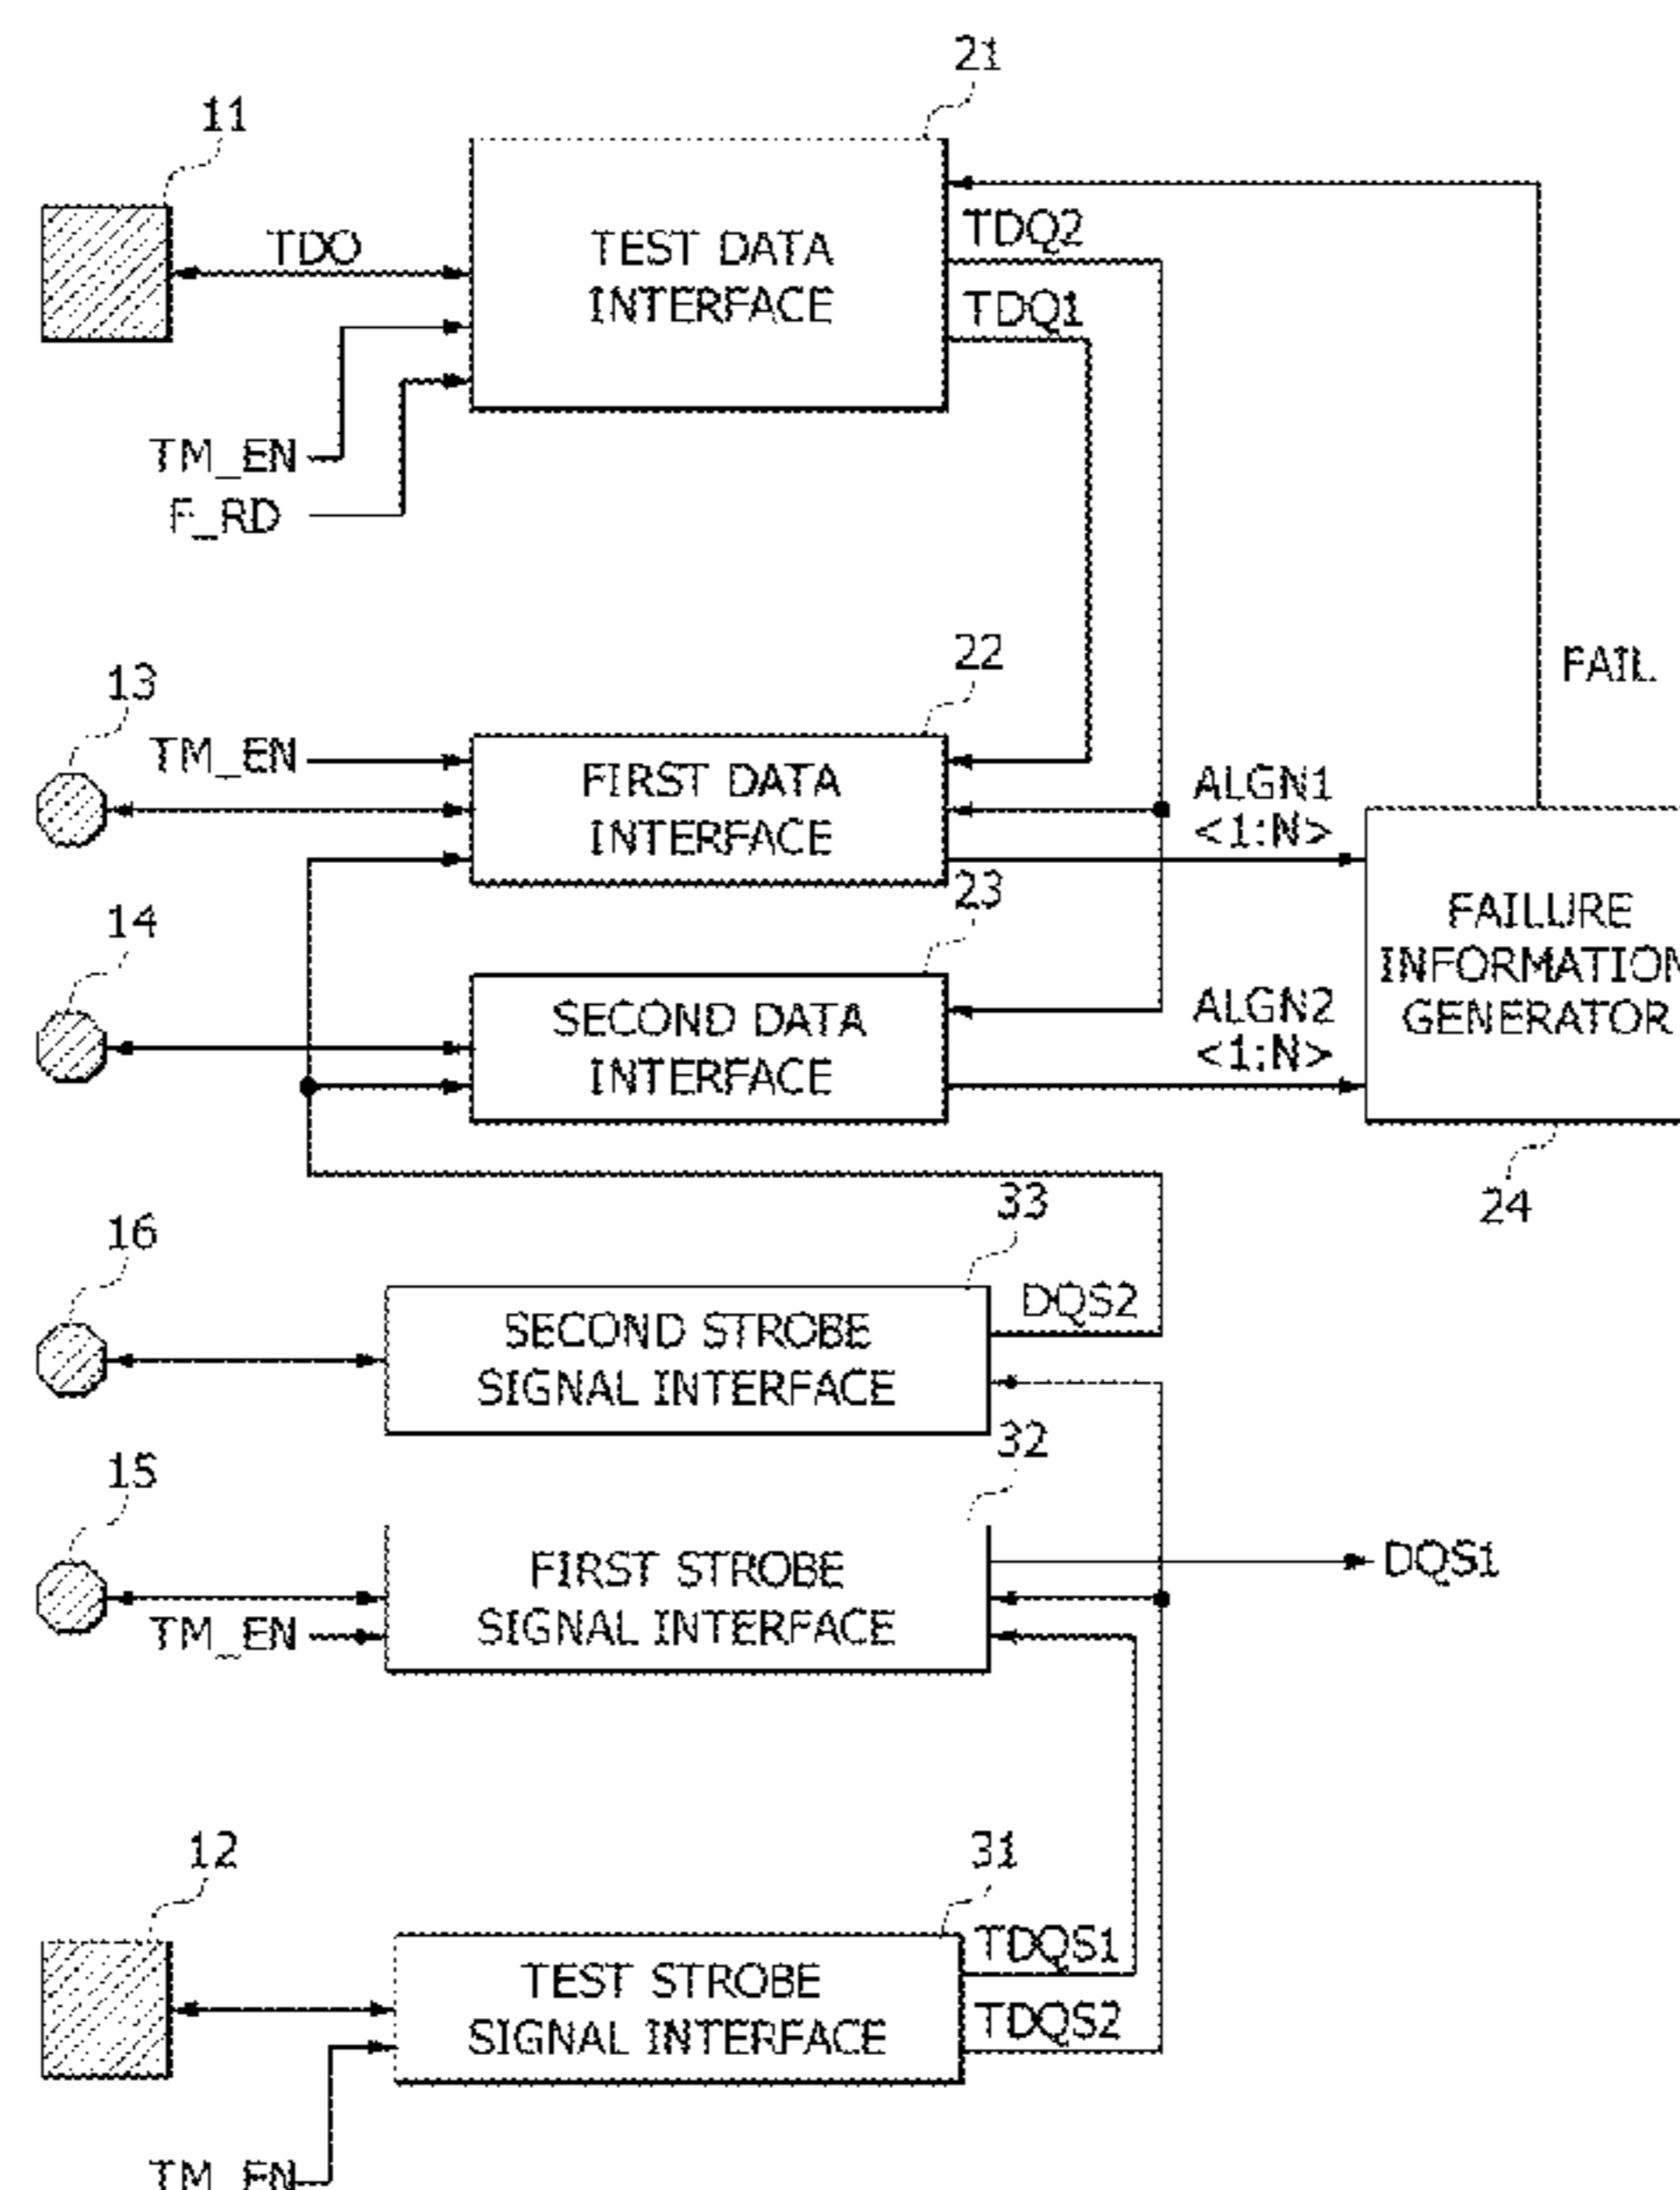 21
11
TDO
TEST DATA
INTERFACE
TDQ2
TDQ1
TM_EN
F_RD
22
13
FAIL
TM_EN
FIRST DATA
INTERFACE
ALGN1
<1:N>
23
14
FAILURE
INFORMATION
GENERATOR
SECOND DATA
INTERFACE
ALGN2
<1:N>
33
24
16
DQS2
SECOND STROBE
SIGNAL INTERFACE
32
15
FIRST STROBE
SIGNAL INTERFACE
DQS1
TM_EN
12
31
TDQS1
TEST STROBE
SIGNAL INTERFACE
TDQS2
TM_EN